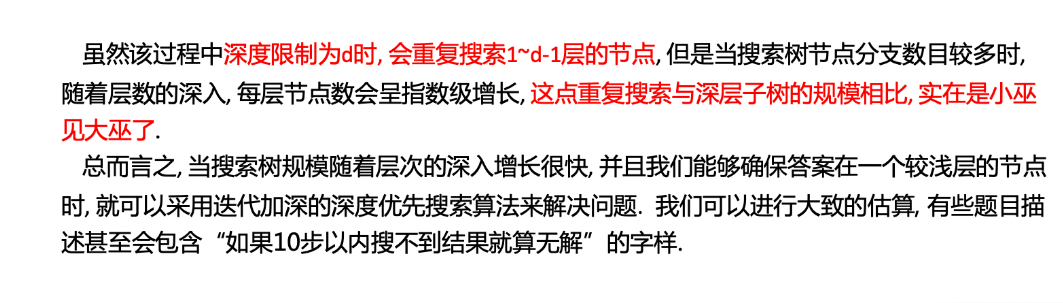 虽然该过程中深度限制为d时, 会重复搜索1~d-1层的节点, 但是当搜索树节点分支数目较多时,
随着层数的深入, 每层节点数会呈指数级增长, 这点重复搜索与深层子树的规模相比, 实在是小巫
见大巫了.
总而言之, 当搜索树规模随着层次的深入增长很快, 并且我们能够确保答案在一个较浅层的节点
时, 就可以采用迭代加深的深度优先搜索算法来解决问题. 我们可以进行大致的估算, 有些题目描
述甚至会包含“如果10步以内搜不到结果就算无解”的字样.